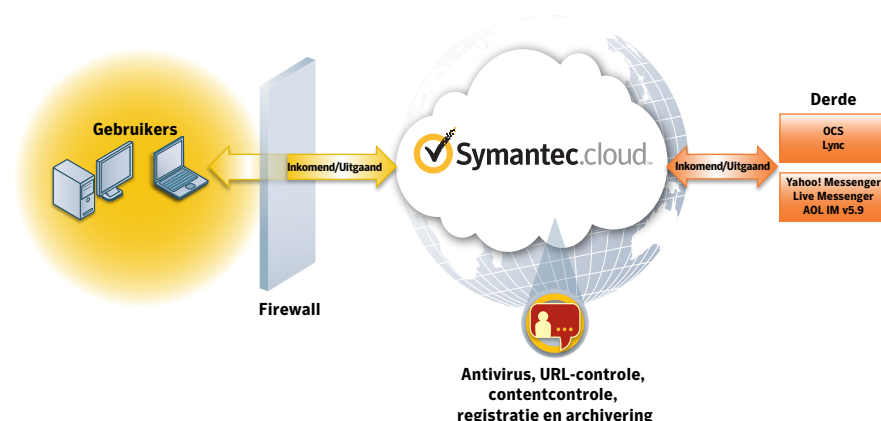 Gebruikers
Inkomend/Uitgaand
Firewall
Symantec.cloud™
Inkomend/Uitgaand
Derde
OCS
Lync
Yahoo! Messenger
Live Messenger
AOL IM v5.9
Antivirus, URL-controle,
contentcontrole,
registratie en archivering